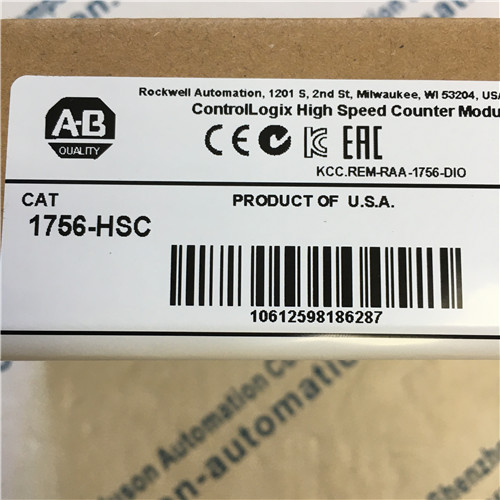 Rockwell Automation, 1201 S, 2nd St, Milwaukee, WI 53204, USA
ControlLogix High Speed Counter Modu
A-B
QUALITY
CE
EAC
KCC.REM-RAA-1756-DIO
CAT
PRODUCT OF U.S.A.
1756-HSC
10612598186287